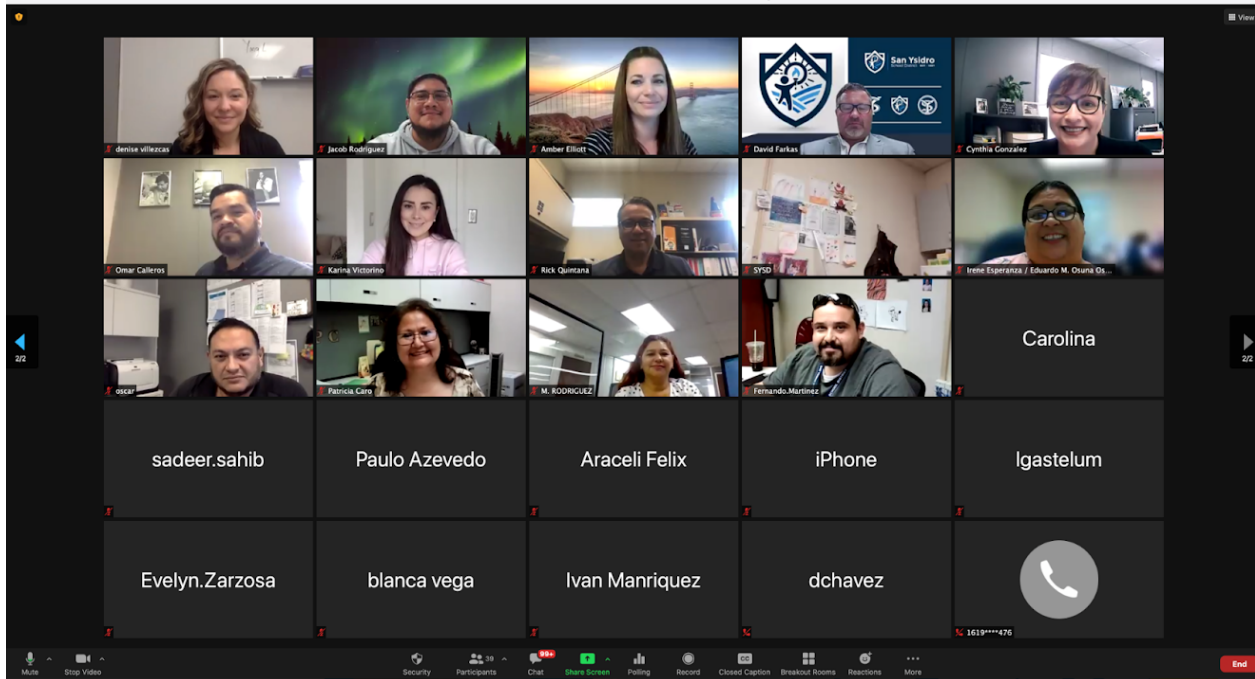 View
denise villezcas
Jacob Rodriguez
Amber Elliott
San Ysidro
David Farkas
Cynthia Gonzalez
Omar Calleros
Karina Victorino
Rick Quintana
SYSD
Irene Esperanza / Eduardo M. Osuna Os...
oscar
Patricia Caro
M. RODRIGUEZ
Fernando.Martinez
Carolina
2/2
2/2
sadeer.sahib
Paulo Azevedo
Araceli Felix
iPhone
lgastelum
Evelyn.Zarzosa
blanca vega
Ivan Manriquez
dchavez
1619****476
Mute
Stop Video
Security
Participants
39
Chat
99+
Share Screen
Polling
Record
CC
Closed Caption
Breakout Rooms
Reactions
More
End